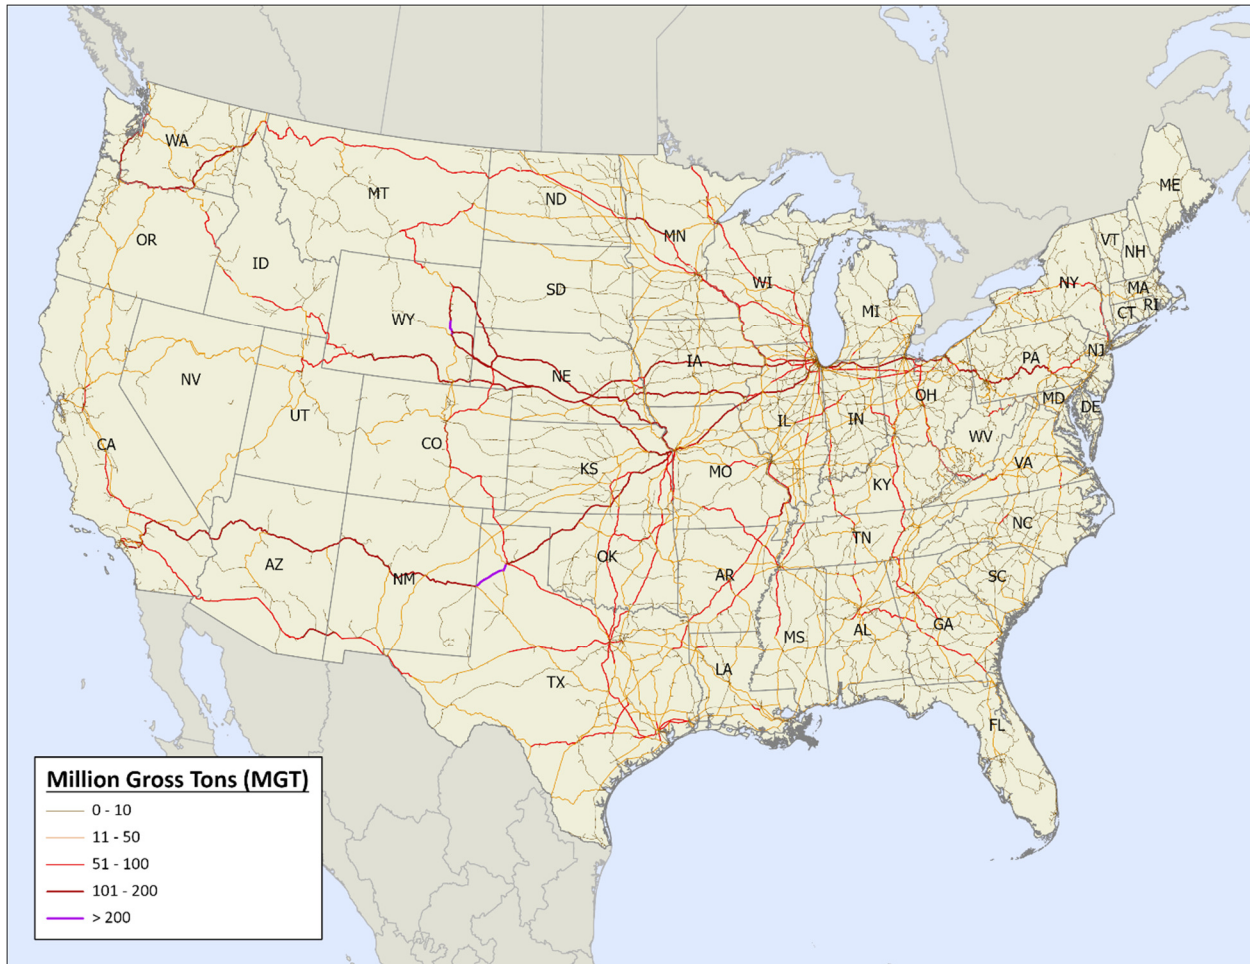 WA
ME
MT
ND
VT
MN
OR
NH
ID
WI
NY
MA
SD
RI
MI
CT
WY
NJ
IA
PA
NE
NV
OH
MD
DE
UT
IL
IN
WV
CA
CO
VA
KS
MO
KY
NC
TN
OK
AZ
NM
AR
SC
GA
AL
MS
LA
TX
FL
Million Gross Tons (MGT)
0 - 10
11 - 50
51 - 100
101 - 200
> 200